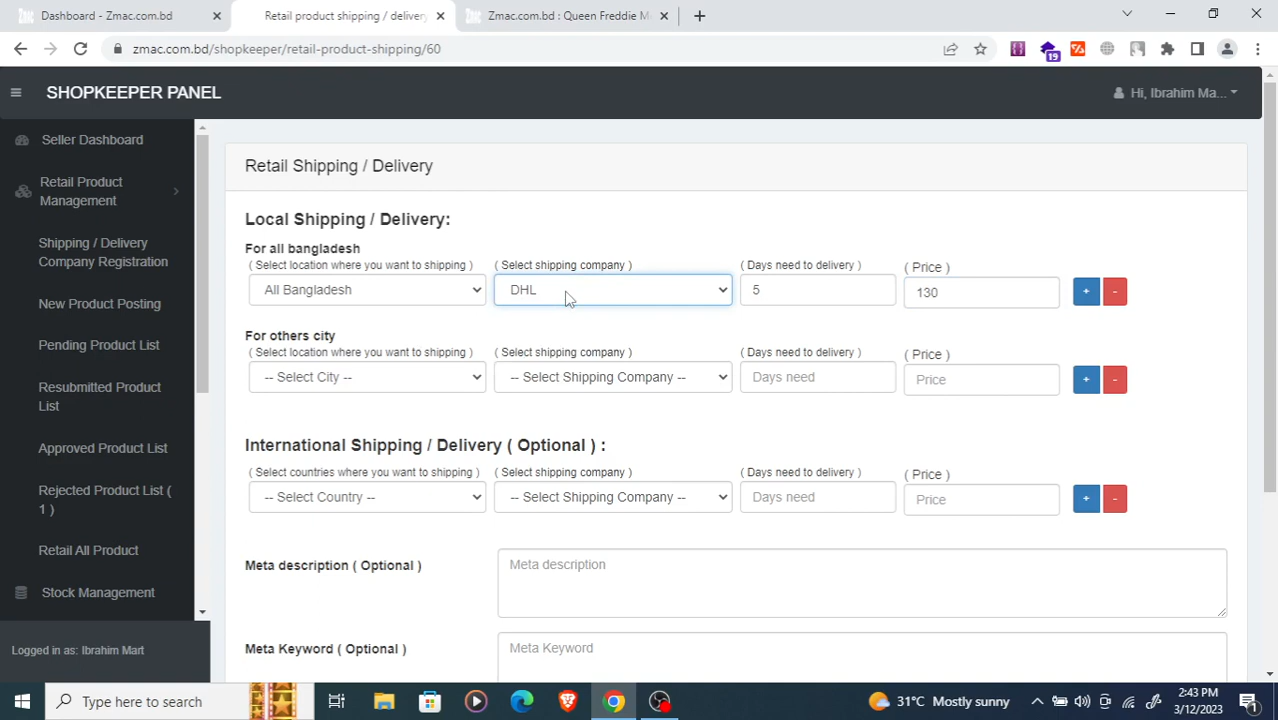 Dashboard - Zmac.com.bd
Retail product shipping / delivery
Zmac.com.bd : Queen Freddie M
zmac.com.bd/shopkeeper/retail-product-shipping/60
19
SHOPKEEPER PANEL
Hi, Ibrahim Ma...
Seller Dashboard
Retail Product
Management
Shipping / Delivery
Company Registration
New Product Posting
Pending Product List
Resubmitted Product
List
Approved Product List
Rejected Product List (
1 )
Retail All Product
Stock Management
Logged in as: Ibrahim Mart
Retail Shipping / Delivery
Local Shipping / Delivery:
For all bangladesh
( Select location where you want to shipping ) ( Select shipping company ) ( Days need to delivery ) ( Price )
All Bangladesh DHL 5 130 + -
For others city
( Select location where you want to shipping ) ( Select shipping company ) ( Days need to delivery ) ( Price )
-- Select City -- -- Select Shipping Company -- Days need Price + -
International Shipping / Delivery ( Optional ) :
( Select countries where you want to shipping ) ( Select shipping company ) ( Days need to delivery ) ( Price )
-- Select Country -- -- Select Shipping Company -- Days need Price + -
Meta description ( Optional ) Meta description
Meta Keyword ( Optional ) Meta Keyword
Type here to search
31°C Mostly sunny
2:43 PM
3/12/2023
1